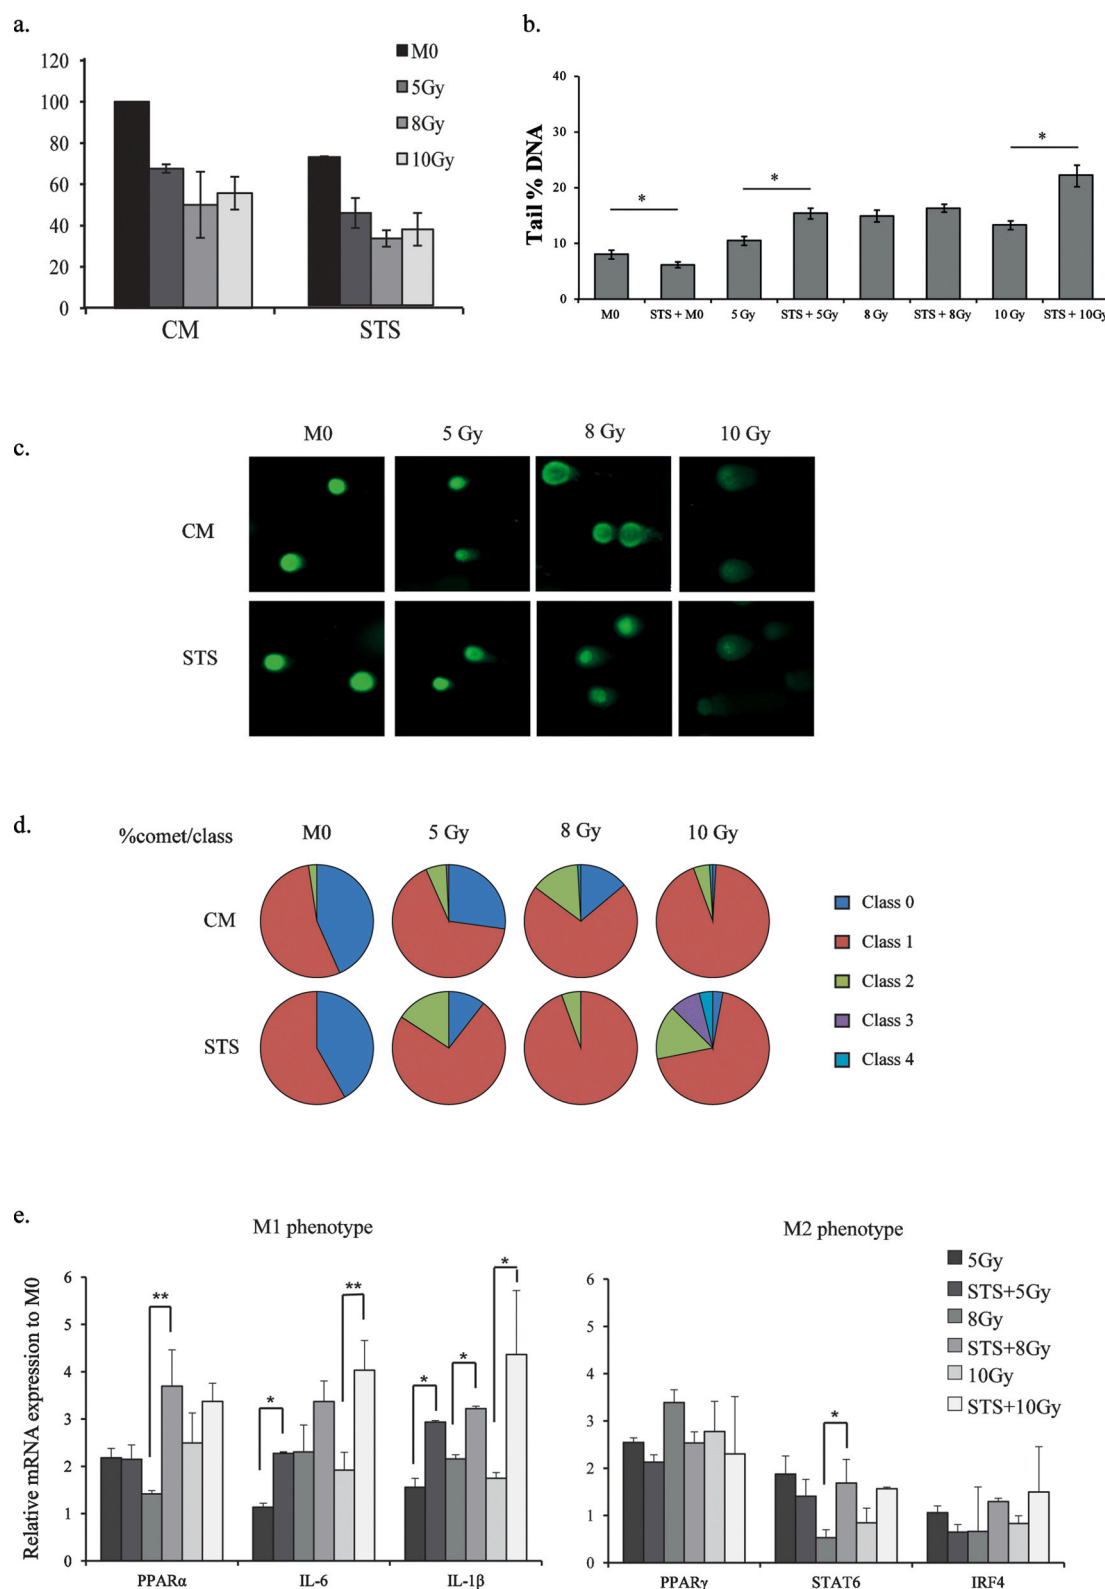 a.
M0
5Gy
8Gy
10Gy
120
100
80
60
40
20
0
CM STS
b.
Tail % DNA
40
30
20
10
0
* * *
M0 STS + M0 5 Gy STS + 5Gy 8 Gy STS + 8Gy 10 Gy STS + 10Gy
c.
M0 5 Gy 8 Gy 10 Gy
CM
STS
d.
%comet/class M0 5 Gy 8 Gy 10 Gy
CM
STS
Class 0
Class 1
Class 2
Class 3
Class 4
e.
M1 phenotype
Relative mRNA expression to M0
6
5
4
3
2
1
0
** * ** * * *
PPARα IL-6 IL-1β
M2 phenotype
5Gy
STS+5Gy
8Gy
STS+8Gy
10Gy
STS+10Gy
6
5
4
3
2
1
0
*
PPARγ STAT6 IRF4